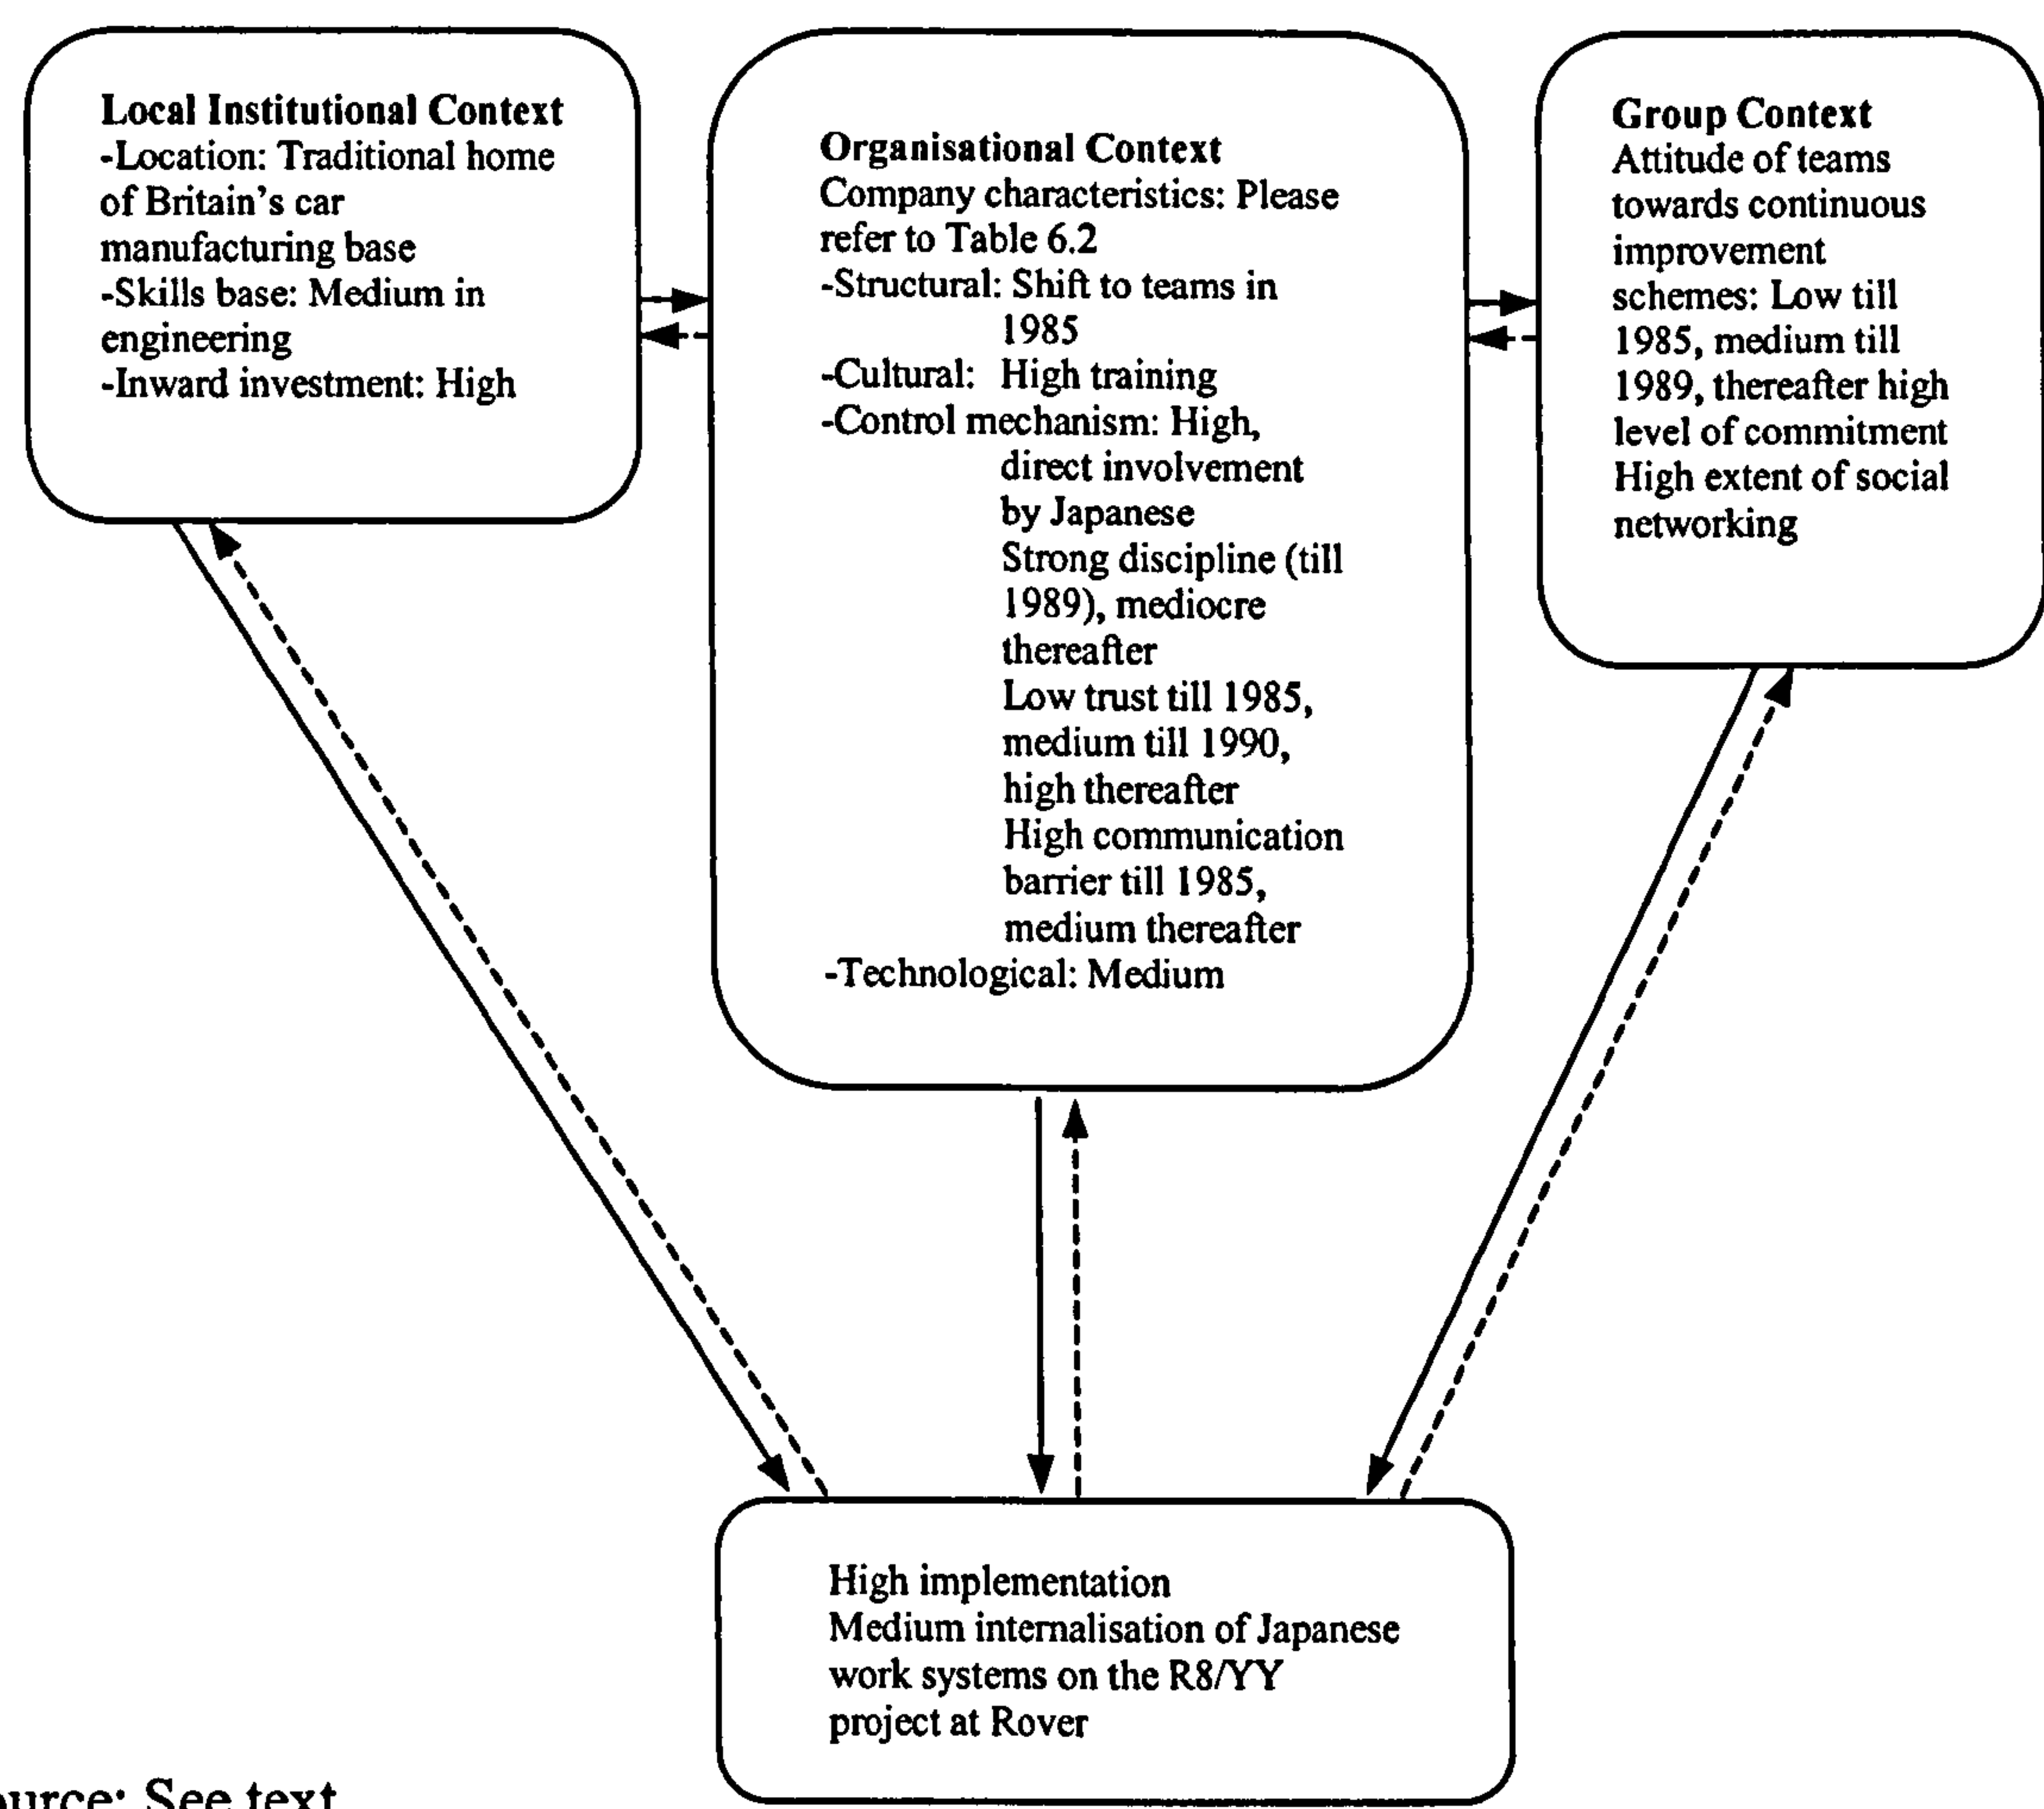 Local Institutional Context
-Location: Traditional home
of Britain's car
manufacturing base
-Skills base: Medium in
engineering
-Inward investment: High
Organisational Context
Company characteristics: Please
refer to Table 6.2
-Structural: Shift to teams in
1985
-Cultural: High training
-Control mechanism: High,
direct involvement
by Japanese
Strong discipline (till
1989), mediocre
thereafter
Low trust till 1985,
medium till 1990,
high thereafter
High communication
barrier till 1985,
medium thereafter
-Technological: Medium
Group Context
Attitude of teams
towards continuous
improvement
schemes: Low till
1985, medium till
1989, thereafter high
level of commitment
High extent of social
networking
High implementation
Medium internalisation of Japanese
work systems on the R8/YY
project at Rover
ource: See text